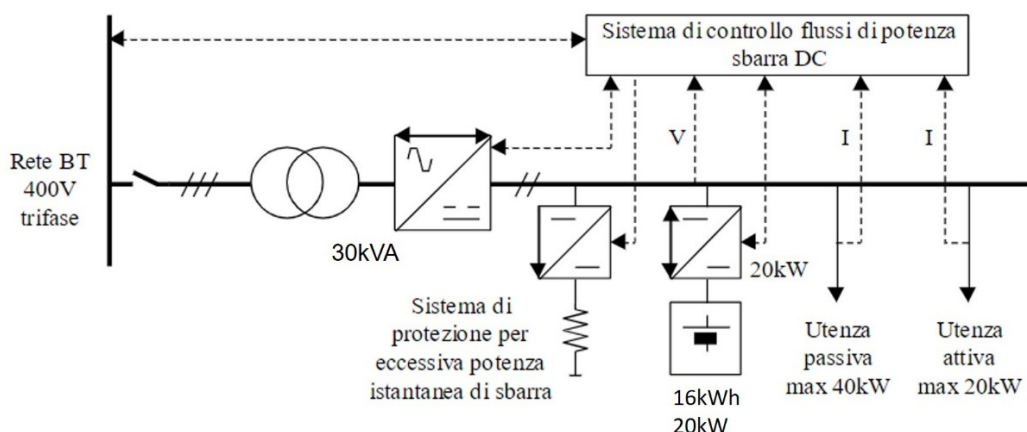 Sistema di controllo flussi di potenza
sbarra DC
V
I
I
Rete BT
400V
trifase
30kVA
20kW
Sistema di
protezione per
eccessiva potenza
istantanea di sbarra
16kWh
20kW
Utenza
passiva
max 40kW
Utenza
attiva
max 20kW